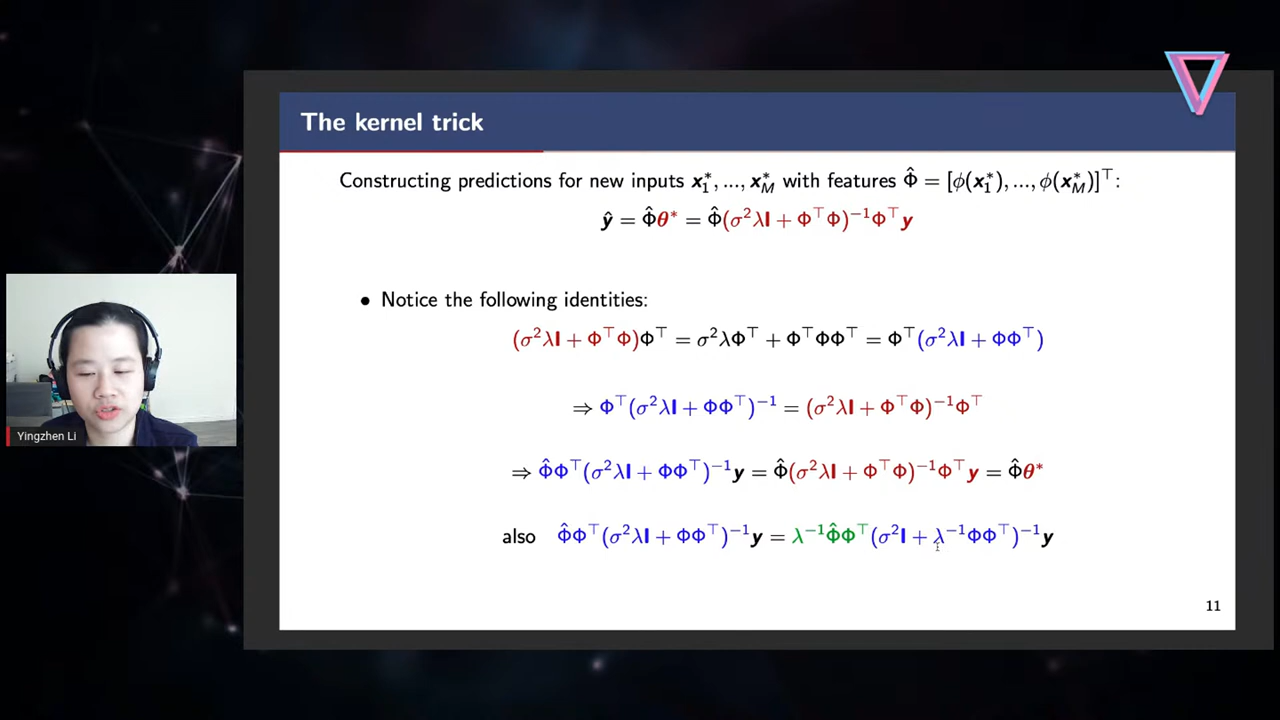 The kernel trick
Constructing predictions for new inputs x₁*, ..., x_M* with features Φ̂ = [ϕ(x₁*), ..., ϕ(x_M*)]⊤:
ŷ = Φ̂θ* = Φ̂(σ²λI + Φ⊤Φ)⁻¹Φ⊤y
• Notice the following identities:
(σ²λI + Φ⊤Φ)Φ⊤ = σ²λΦ⊤ + Φ⊤ΦΦ⊤ = Φ⊤(σ²λI + ΦΦ⊤)
⇒ Φ⊤(σ²λI + ΦΦ⊤)⁻¹ = (σ²λI + Φ⊤Φ)⁻¹Φ⊤
Yingzhen Li
⇒ Φ̂Φ⊤(σ²λI + ΦΦ⊤)⁻¹y = Φ̂(σ²λI + Φ⊤Φ)⁻¹Φ⊤y = Φ̂θ*
also Φ̂Φ⊤(σ²λI + ΦΦ⊤)⁻¹y = λ⁻¹Φ̂Φ⊤(σ²I + λ⁻¹ΦΦ⊤)⁻¹y
11